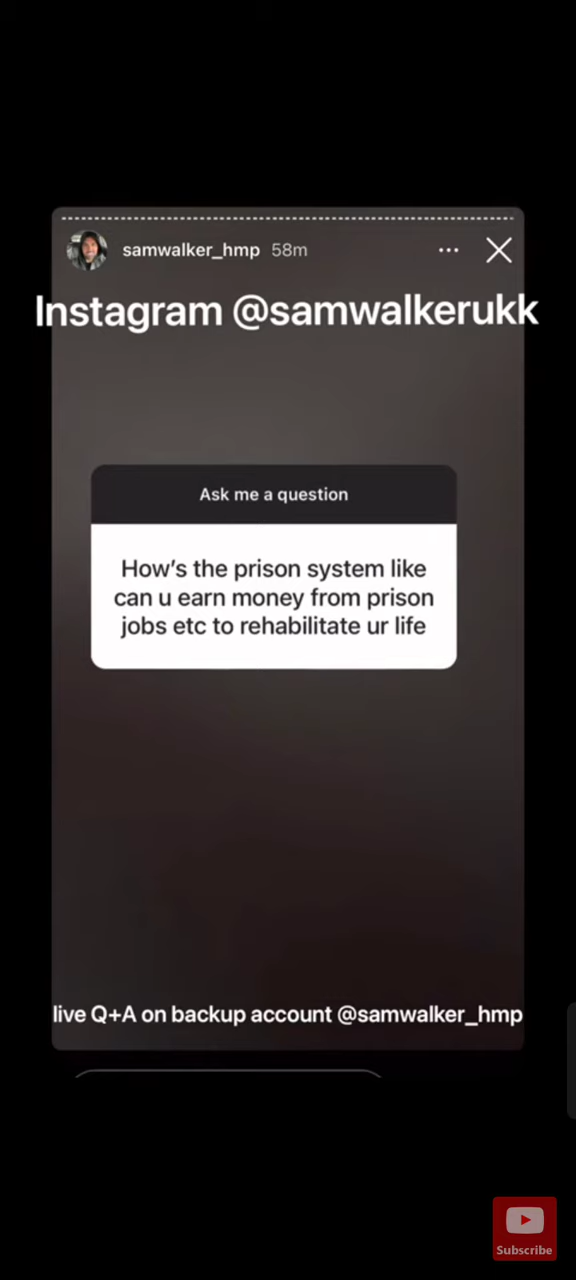 samwalker_hmp 58m
Instagram @samwalkerukk
Ask me a question
How's the prison system like
can u earn money from prison
jobs etc to rehabilitate ur life
live Q+A on backup account @samwalker_hmp
Subscribe